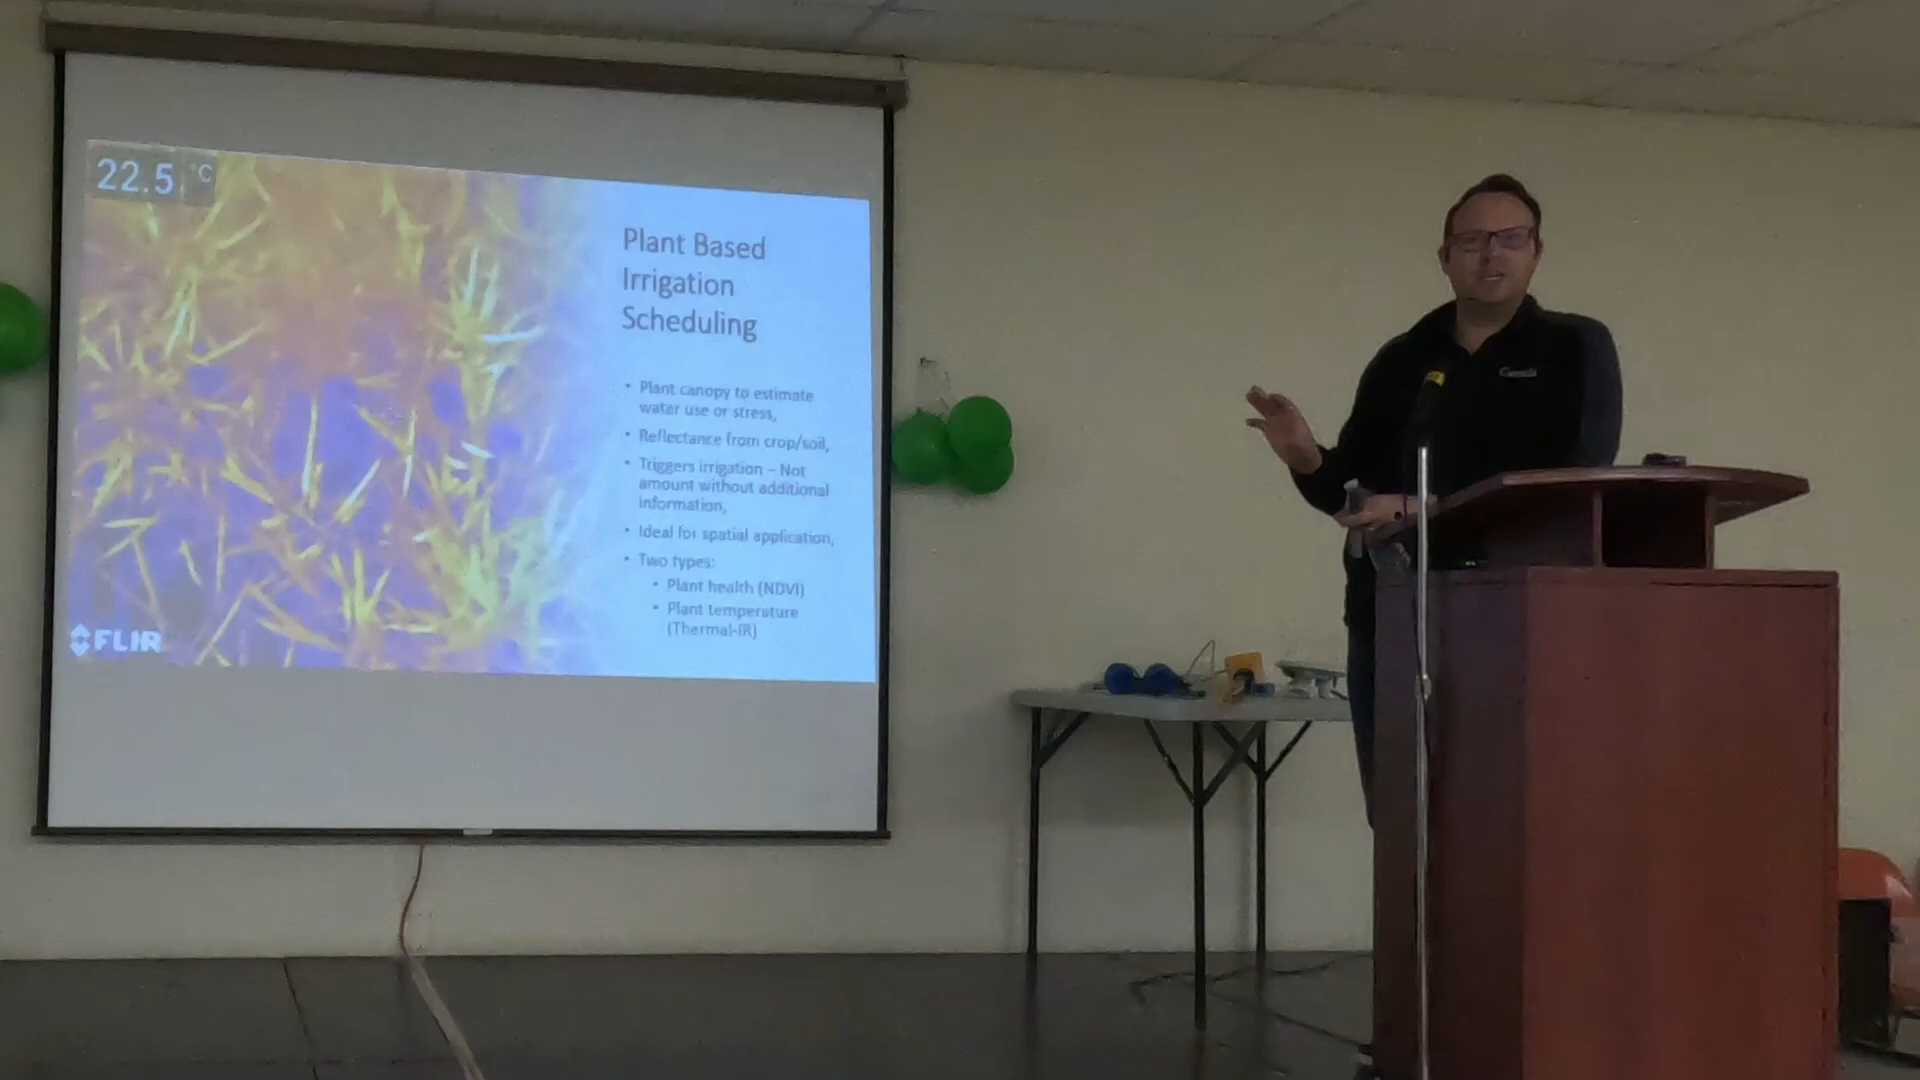 22.5 °C
Plant Based
Irrigation
Scheduling
• Plant canopy to estimate
water use or stress,
• Reflectance from crop/soil,
• Triggers irrigation – Not
amount without additional
information,
• Ideal for spatial application,
• Two types:
• Plant health (NDVI)
• Plant temperature
(Thermal-IR)
FLIR
Canada